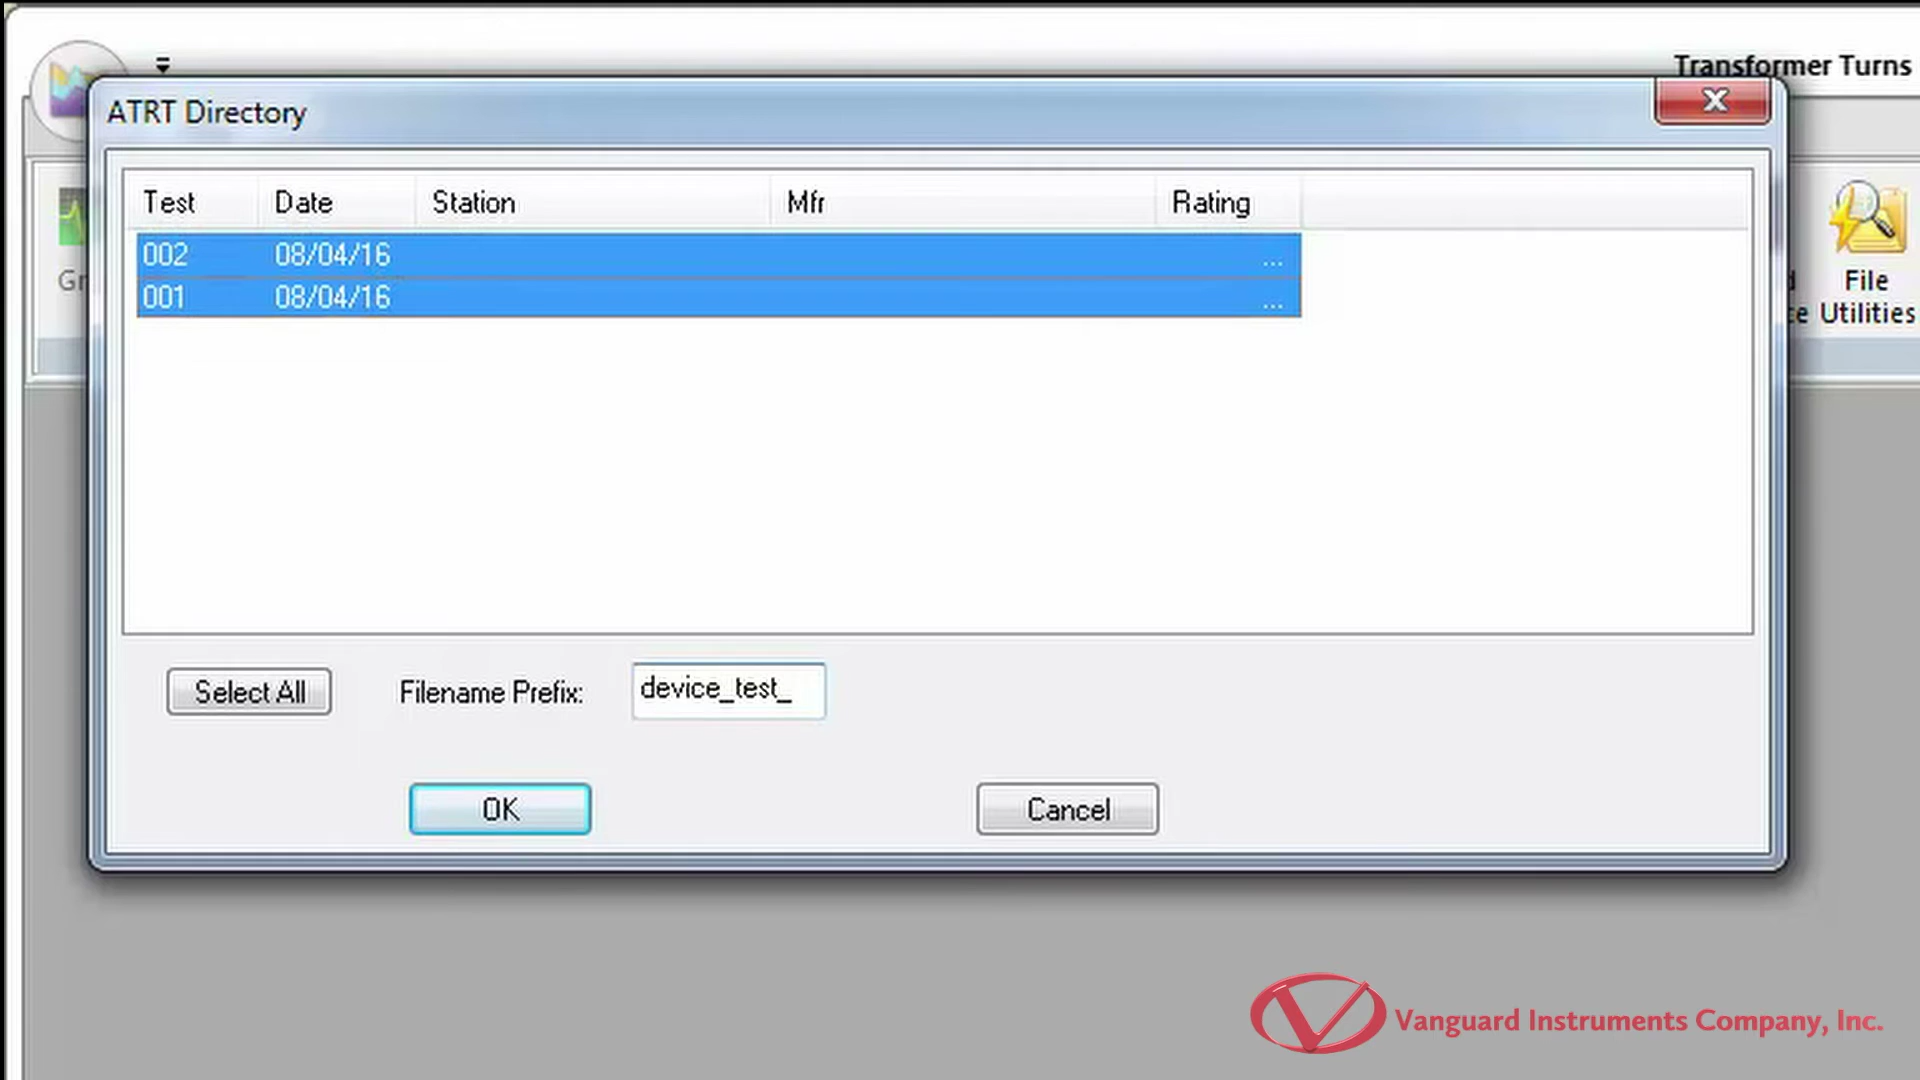 Transformer Turns
ATRT Directory
X
Test Date Station Mfr Rating
002 08/04/16 ...
001 08/04/16 ...
File
Utilities
Select All Filename Prefix: device_test_
OK Cancel
Vanguard Instruments Company, Inc.